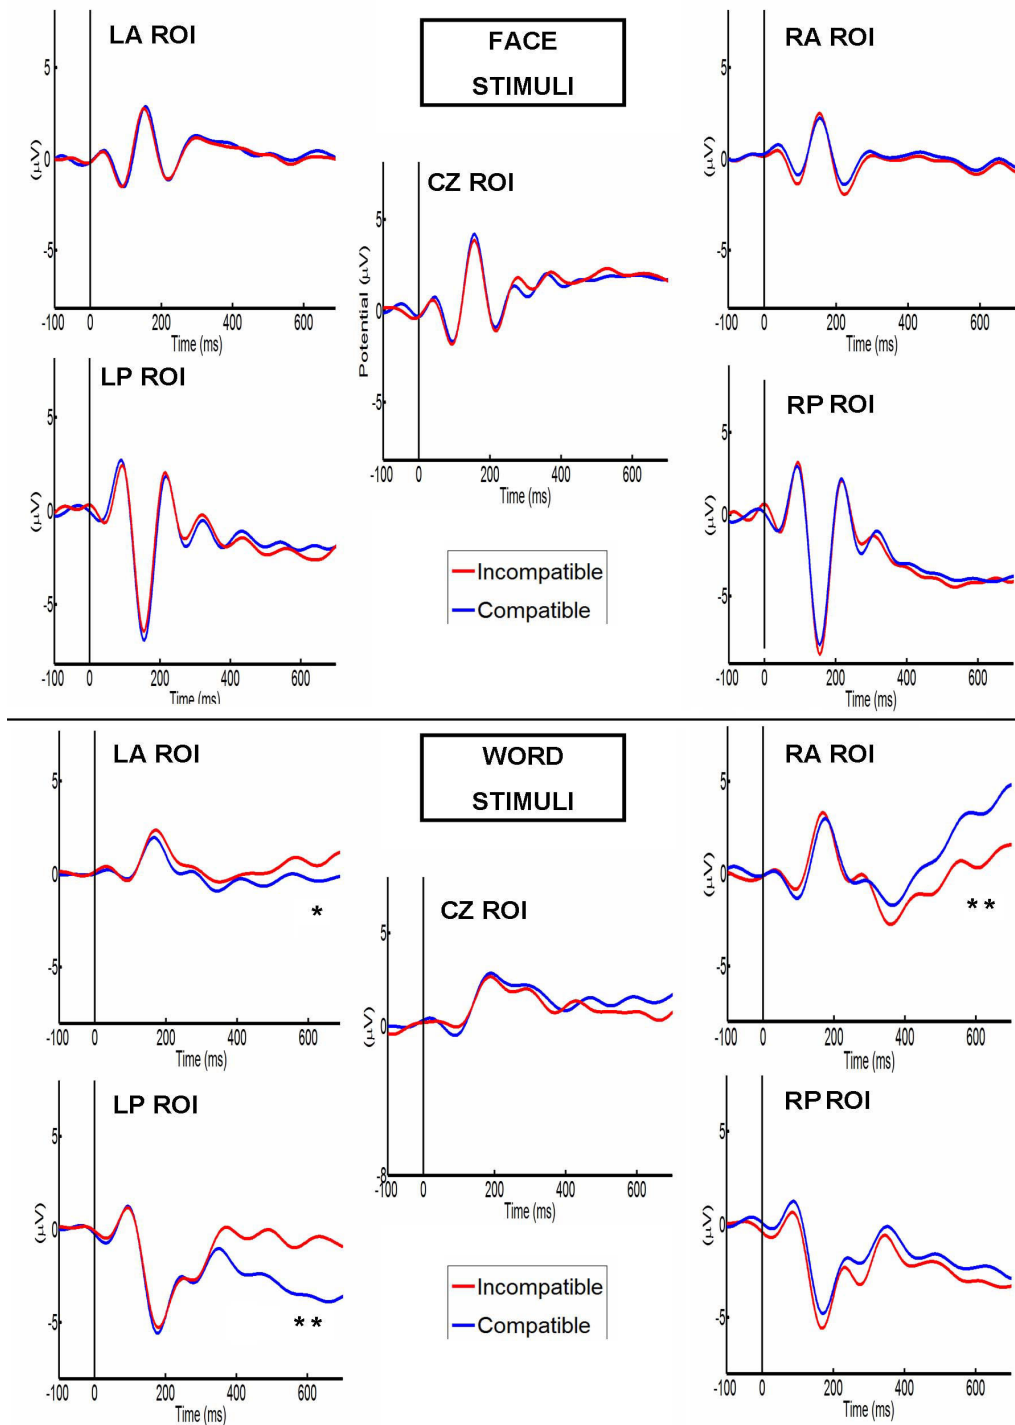 LA ROI
5
0
-5
(µV)
-100 0 200 400 600
Time (ms)
FACE
STIMULI
RA ROI
5
0
-5
(µV)
-100 0 200 400 600
Time (ms)
CZ ROI
5
0
-5
Potential (µV)
-100 0 200 400 600
Time (ms)
LP ROI
5
0
-5
(µV)
-100 0 200 400 600
Time (ms)
RP ROI
5
0
-5
(µV)
-100 0 200 400 600
Time (ms)
Incompatible
Compatible
LA ROI
5
0
-5
(µV)
*
-100 0 200 400 600
Time (ms)
WORD
STIMULI
RA ROI
5
0
-5
(µV)
**
-100 0 200 400 600
Time (ms)
CZ ROI
5
0
-8
(µV)
-100 0 200 400 600
Time (ms)
LP ROI
5
0
-5
(µV)
**
-100 0 200 400 600
Time (ms)
RP ROI
5
0
-5
(µV)
-100 0 200 400 600
Time (ms)
Incompatible
Compatible